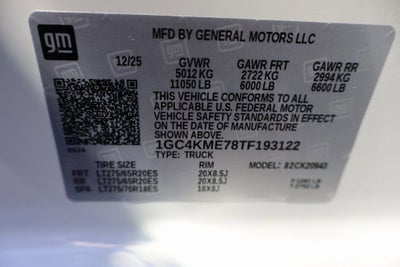 gm
MFD BY GENERAL MOTORS LLC
12/25 GVWR GAWR FRT GAWR RR
5012 KG 2722 KG 2994 KG
11050 LB 6000 LB 6600 LB
THIS VEHICLE CONFORMS TO ALL
APPLICABLE U.S. FEDERAL MOTOR
VEHICLE SAFETY STANDARDS IN EFFECT
ON THE DATE OF MANUFACTURE SHOWN ABOVE.
1GC4KME78TF193122
TYPE: TRUCK
TIRE SIZE RIM MODEL: 82CK20943
FRT LT275/65R20ES 20X8.5J
RR LT275/65R20ES 20X8.5J
LT275/70R18ES 18X8J